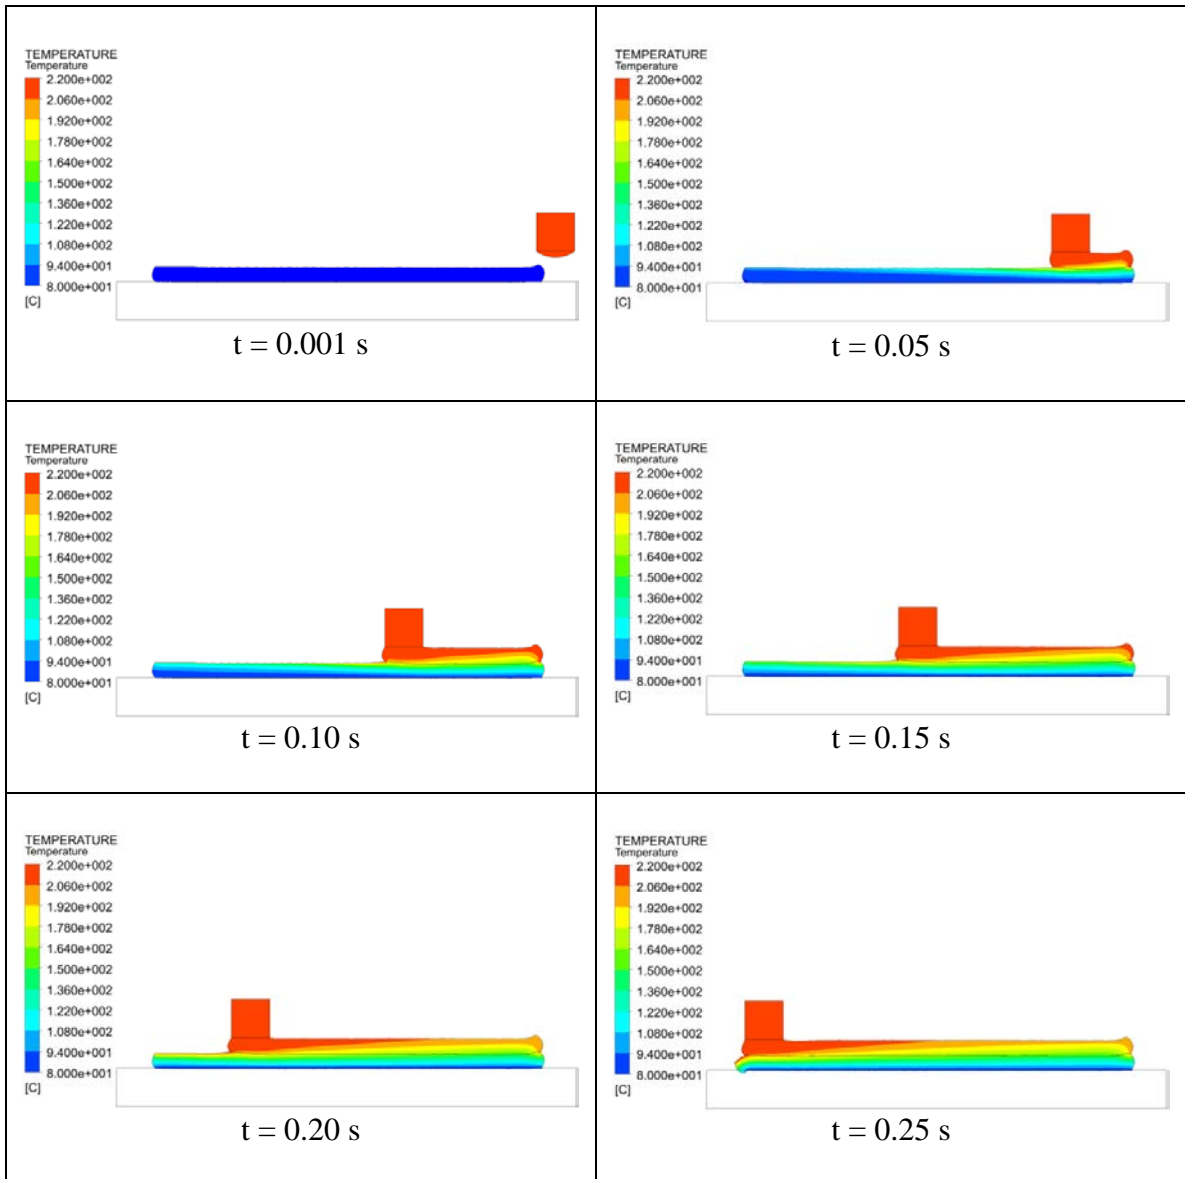 TEMPERATURE
Temperature
2.200e+002
2.060e+002
1.920e+002
1.780e+002
1.640e+002
1.500e+002
1.360e+002
1.220e+002
1.080e+002
9.400e+001
8.000e+001
[C]
t = 0.001 s
TEMPERATURE
Temperature
2.200e+002
2.060e+002
1.920e+002
1.780e+002
1.640e+002
1.500e+002
1.360e+002
1.220e+002
1.080e+002
9.400e+001
8.000e+001
[C]
t = 0.05 s
TEMPERATURE
Temperature
2.200e+002
2.060e+002
1.920e+002
1.780e+002
1.640e+002
1.500e+002
1.360e+002
1.220e+002
1.080e+002
9.400e+001
8.000e+001
[C]
t = 0.10 s
TEMPERATURE
Temperature
2.200e+002
2.060e+002
1.920e+002
1.780e+002
1.640e+002
1.500e+002
1.360e+002
1.220e+002
1.080e+002
9.400e+001
8.000e+001
[C]
t = 0.15 s
TEMPERATURE
Temperature
2.200e+002
2.060e+002
1.920e+002
1.780e+002
1.640e+002
1.500e+002
1.360e+002
1.220e+002
1.080e+002
9.400e+001
8.000e+001
[C]
t = 0.20 s
TEMPERATURE
Temperature
2.200e+002
2.060e+002
1.920e+002
1.780e+002
1.640e+002
1.500e+002
1.360e+002
1.220e+002
1.080e+002
9.400e+001
8.000e+001
[C]
t = 0.25 s